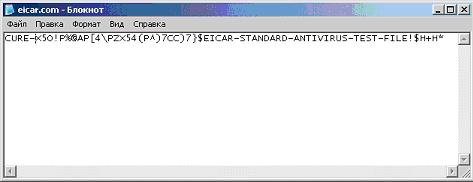 eicar.com - Блокнот
Файл Правка Формат Вид Справка
CURE-X5O!P%@AP[4\PZX54(P^)7CC)7}$EICAR-STANDARD-ANTIVIRUS-TEST-FILE!$H+H*